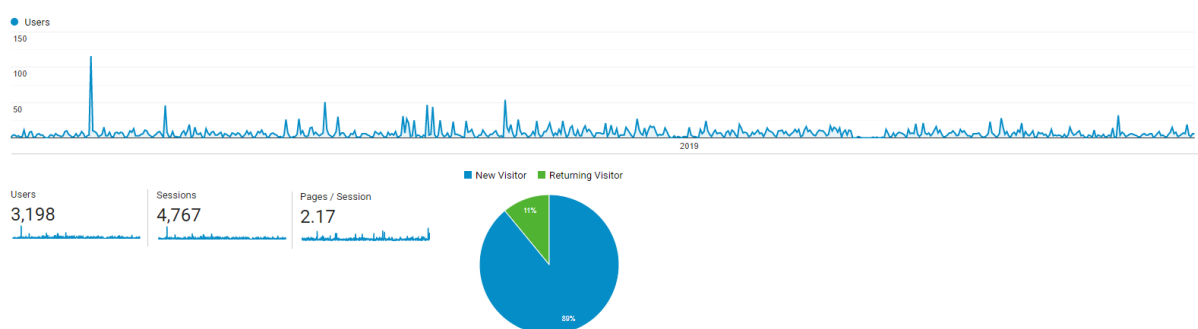 Users
150
100
50
2019
New Visitor Returning Visitor
Users
3,198
Sessions
4,767
Pages / Session
2.17
11%
89%